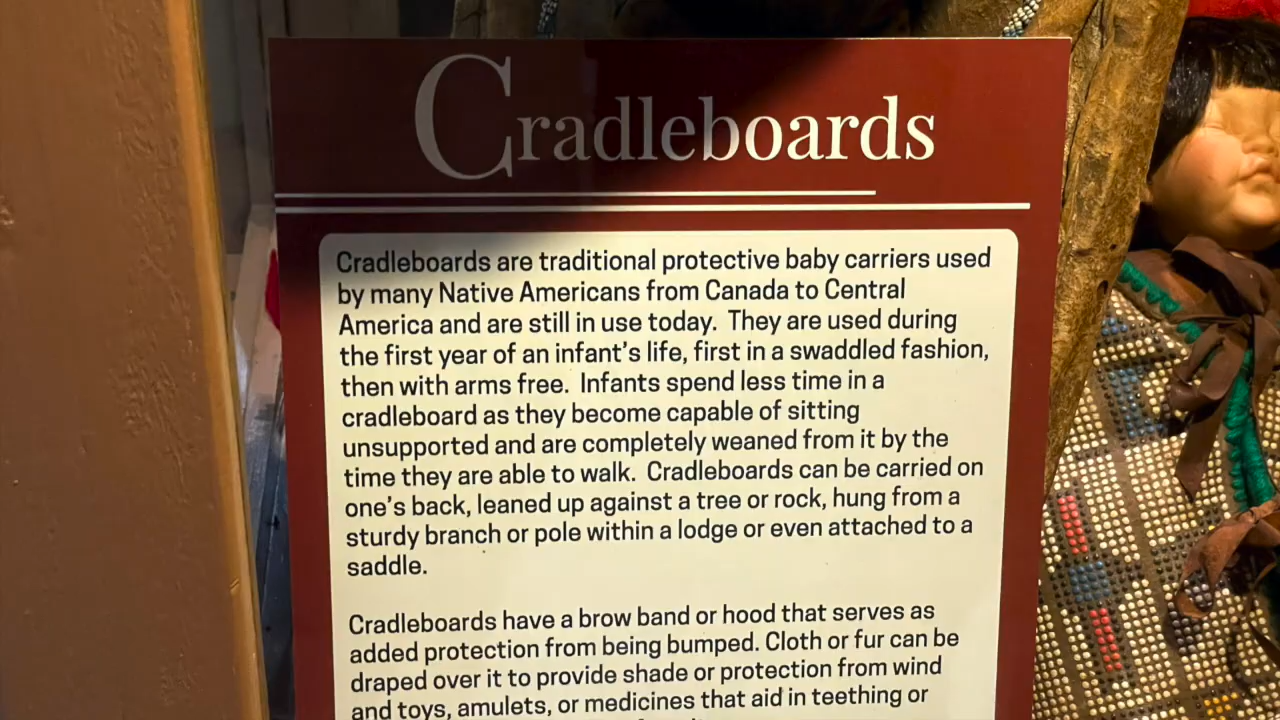 Cradleboards
Cradleboards are traditional protective baby carriers used
by many Native Americans from Canada to Central
America and are still in use today. They are used during
the first year of an infant's life, first in a swaddled fashion,
then with arms free. Infants spend less time in a
cradleboard as they become capable of sitting
unsupported and are completely weaned from it by the
time they are able to walk. Cradleboards can be carried on
one's back, leaned up against a tree or rock, hung from a
sturdy branch or pole within a lodge or even attached to a
saddle.
Cradleboards have a brow band or hood that serves as
added protection from being bumped. Cloth or fur can be
draped over it to provide shade or protection from wind
and toys, amulets, or medicines that aid in teething or